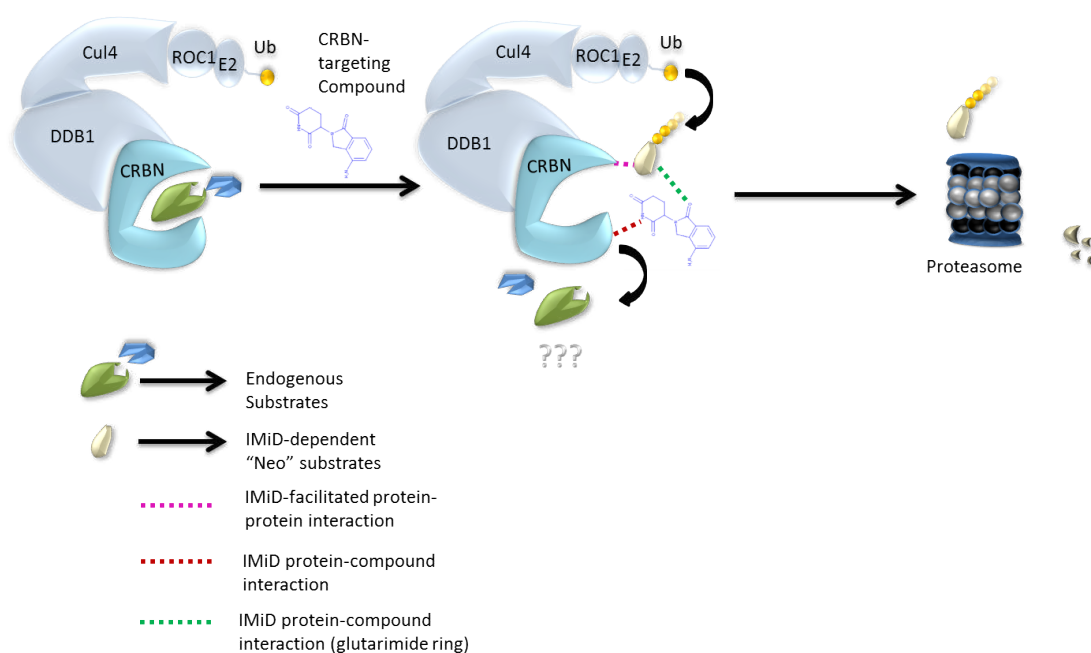 Cul4
ROC1
E2
Ub
DDB1
CRBN
CRBN-
targeting
Compound
Cul4
ROC1
E2
Ub
DDB1
CRBN
???
Proteasome
Endogenous
Substrates
IMiD-dependent
“Neo” substrates
IMiD-facilitated protein-
protein interaction
IMiD protein-compound
interaction
IMiD protein-compound
interaction (glutarimide ring)